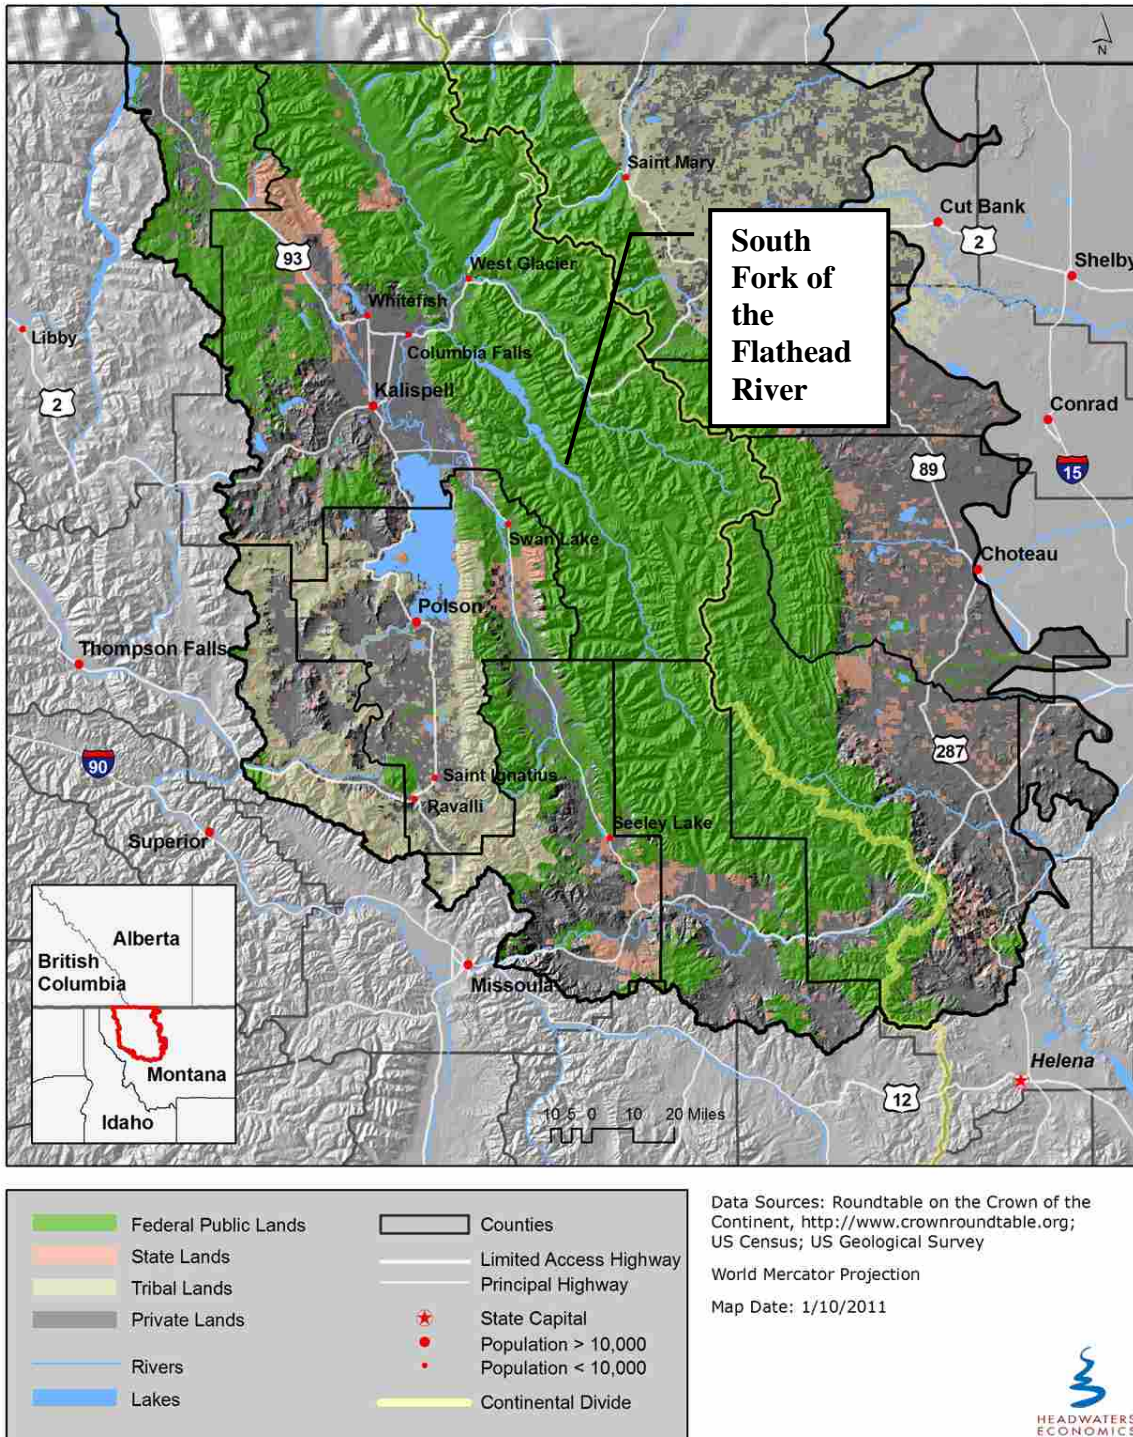 N
Saint Mary
Cut Bank
2
Shelby
South
Fork of
the
Flathead
River
93
West Glacier
Whitefish
Libby
Columbia Falls
2
Kalispell
Conrad
89
15
Swan Lake
Choteau
Polson
Thompson Falls
287
90
Saint Ignatius
Ravalli
Superior
Seeley Lake
Alberta
British
Columbia
Missoula
Montana
Idaho
Helena
12
10 5 0 10 20 Miles
Federal Public Lands
State Lands
Tribal Lands
Private Lands
Rivers
Lakes
Counties
Limited Access Highway
Principal Highway
State Capital
Population > 10,000
Population < 10,000
Continental Divide
Data Sources: Roundtable on the Crown of the
Continent, http://www.crownroundtable.org;
US Census; US Geological Survey
World Mercator Projection
Map Date: 1/10/2011
HEADWATERS
ECONOMICS